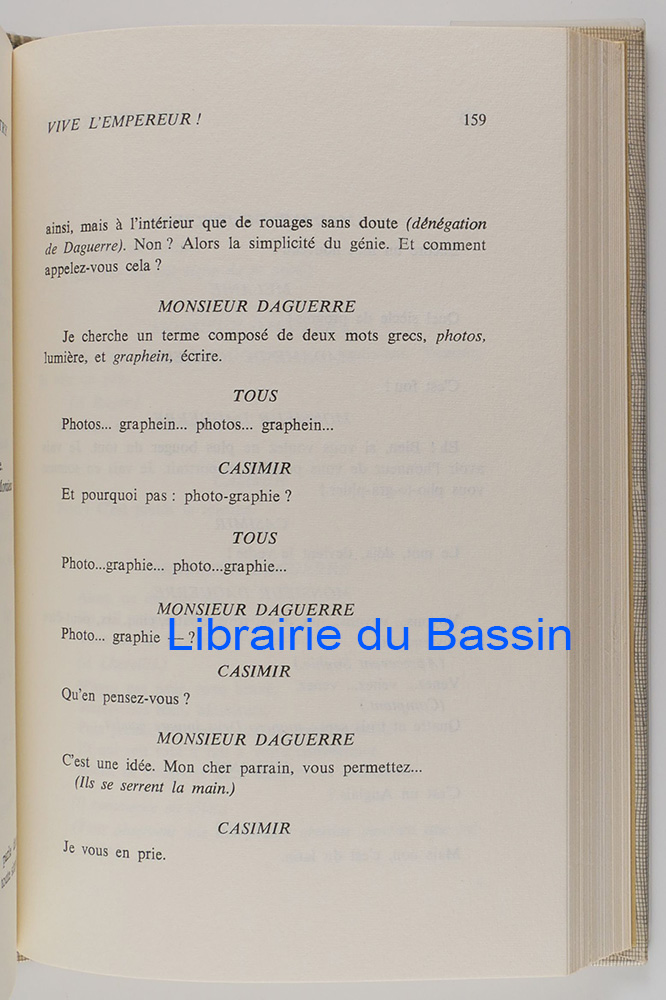 VIVE L'EMPEREUR !
159
ainsi, mais à l'intérieur que de rouages sans doute (dénégation
de Daguerre). Non ? Alors la simplicité du génie. Et comment
appelez-vous cela ?
MONSIEUR DAGUERRE
Je cherche un terme composé de deux mots grecs, photos,
lumière, et graphein, écrire.
TOUS
Photos... graphein... photos... graphein...
CASIMIR
Et pourquoi pas : photo-graphie ?
TOUS
Photo...graphie... photo...graphie...
MONSIEUR DAGUERRE
Photo... graphie — ?
Librairie du Bassin
CASIMIR
Qu'en pensez-vous ?
MONSIEUR DAGUERRE
C'est une idée. Mon cher parrain, vous permettez...
(Ils se serrent la main.)
CASIMIR
Je vous en prie.